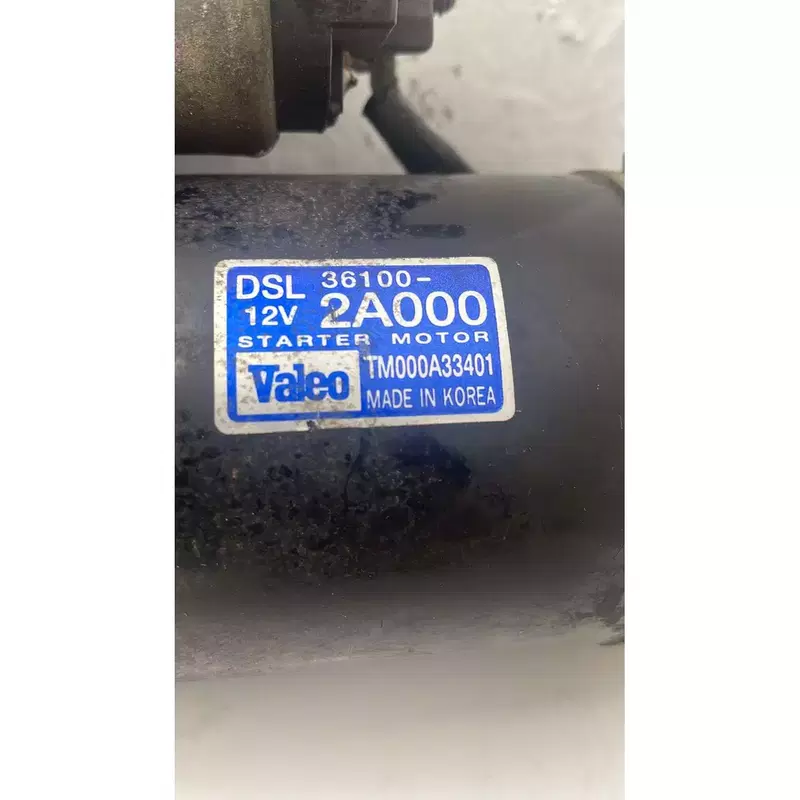 DSL 36100-
12V 2A000
STARTER MOTOR
Valeo TM000A33401
MADE IN KOREA